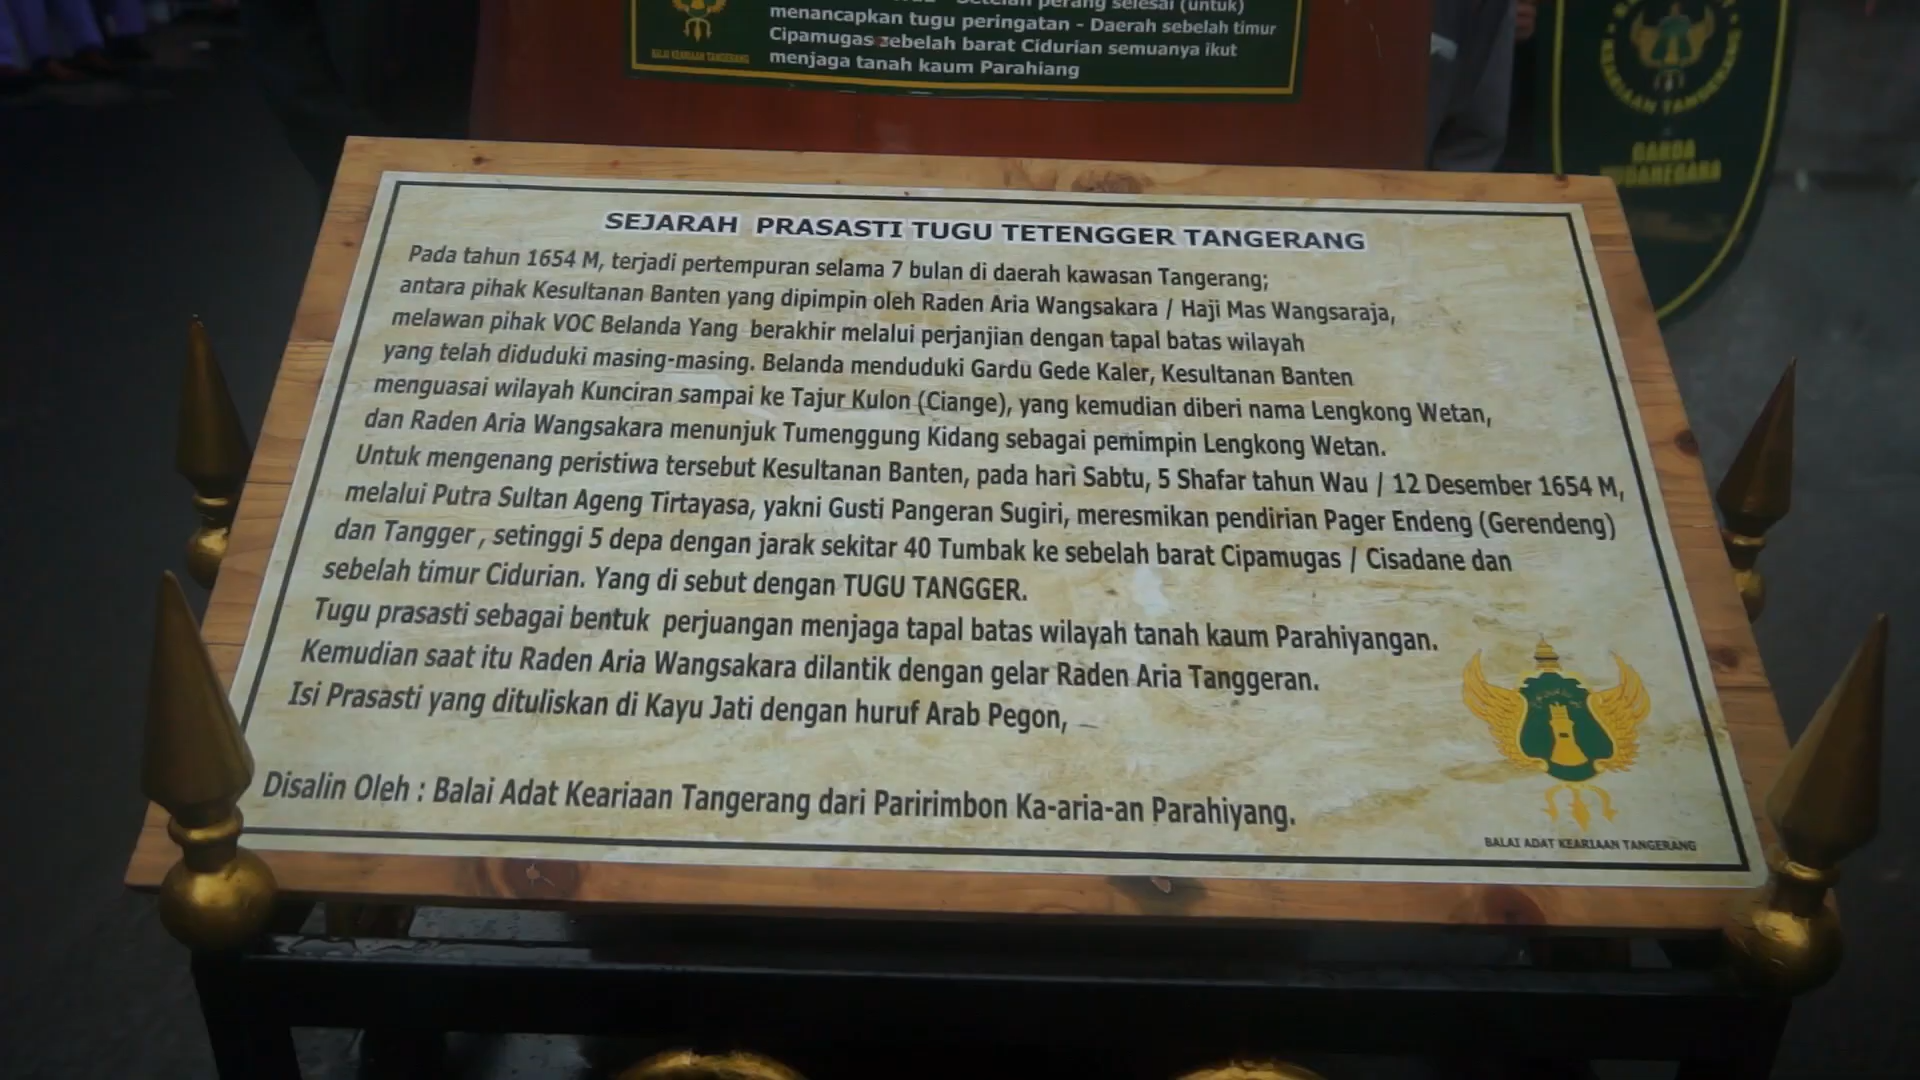 selesai (untuk)
menancapkan tugu peringatan - Daerah sebelah timur
Cipamugas sebelah barat Cidurian semuanya ikut
menjaga tanah kaum Parahiang
BALAI KEARIAAN TANGERANG
KEARIAAN TANGERANG
GARDA
SEJARAH PRASASTI TUGU TETENGGER TANGERANG
Pada tahun 1654 M, terjadi pertempuran selama 7 bulan di daerah kawasan Tangerang;
antara pihak Kesultanan Banten yang dipimpin oleh Raden Aria Wangsakara / Haji Mas Wangsaraja,
melawan pihak VOC Belanda Yang berakhir melalui perjanjian dengan tapal batas wilayah
yang telah diduduki masing-masing. Belanda menduduki Gardu Gede Kaler, Kesultanan Banten
menguasai wilayah Kunciran sampai ke Tajur Kulon (Ciange), yang kemudian diberi nama Lengkong Wetan,
dan Raden Aria Wangsakara menunjuk Tumenggung Kidang sebagai pemimpin Lengkong Wetan.
Untuk mengenang peristiwa tersebut Kesultanan Banten, pada hari Sabtu, 5 Shafar tahun Wau / 12 Desember 1654 M,
melalui Putra Sultan Ageng Tirtayasa, yakni Gusti Pangeran Sugiri, meresmikan pendirian Pager Endeng (Gerendeng)
dan Tangger , setinggi 5 depa dengan jarak sekitar 40 Tumbak ke sebelah barat Cipamugas / Cisadane dan
sebelah timur Cidurian. Yang di sebut dengan TUGU TANGGER.
Tugu prasasti sebagai bentuk perjuangan menjaga tapal batas wilayah tanah kaum Parahiyangan.
Kemudian saat itu Raden Aria Wangsakara dilantik dengan gelar Raden Aria Tanggeran.
Isi Prasasti yang dituliskan di Kayu Jati dengan huruf Arab Pegon,
Disalin Oleh : Balai Adat Keariaan Tangerang dari Paririmbon Ka-aria-an Parahiyang.
BALAI ADAT KEARIAAN TANGERANG